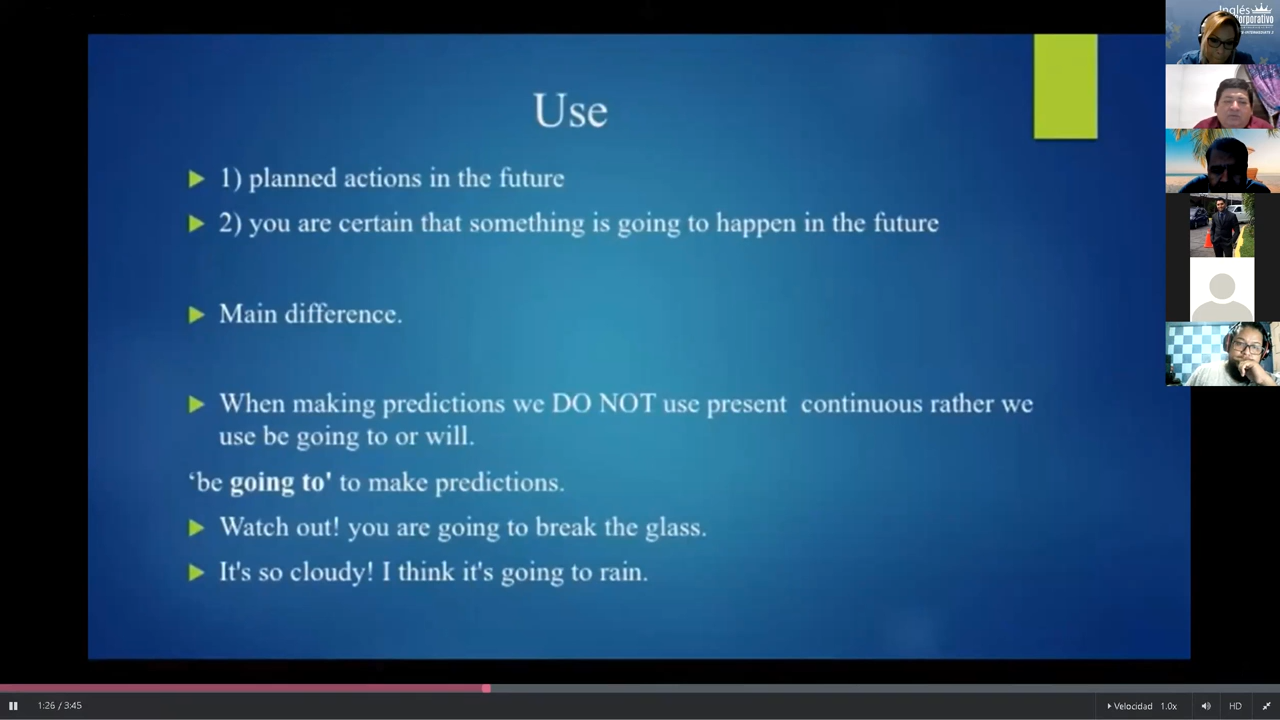 Use
1) planned actions in the future
2) you are certain that something is going to happen in the future
Main difference.
When making predictions we DO NOT use present continuous rather we
use be going to or will.
‘be going to' to make predictions.
Watch out! you are going to break the glass.
It's so cloudy! I think it's going to rain.
Inglés
Corporativo
1:26 / 3:45
Velocidad 1.0x
HD